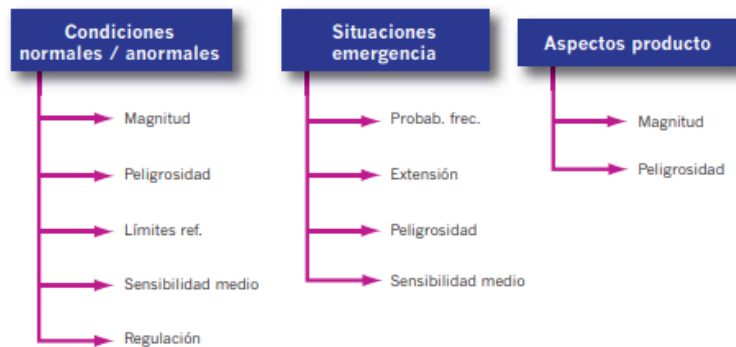 Condiciones
normales / anormales
Magnitud
Peligrosidad
Límites ref.
Sensibilidad medio
Regulación
Situaciones
emergencia
Probab. frec.
Extensión
Peligrosidad
Sensibilidad medio
Aspectos producto
Magnitud
Peligrosidad